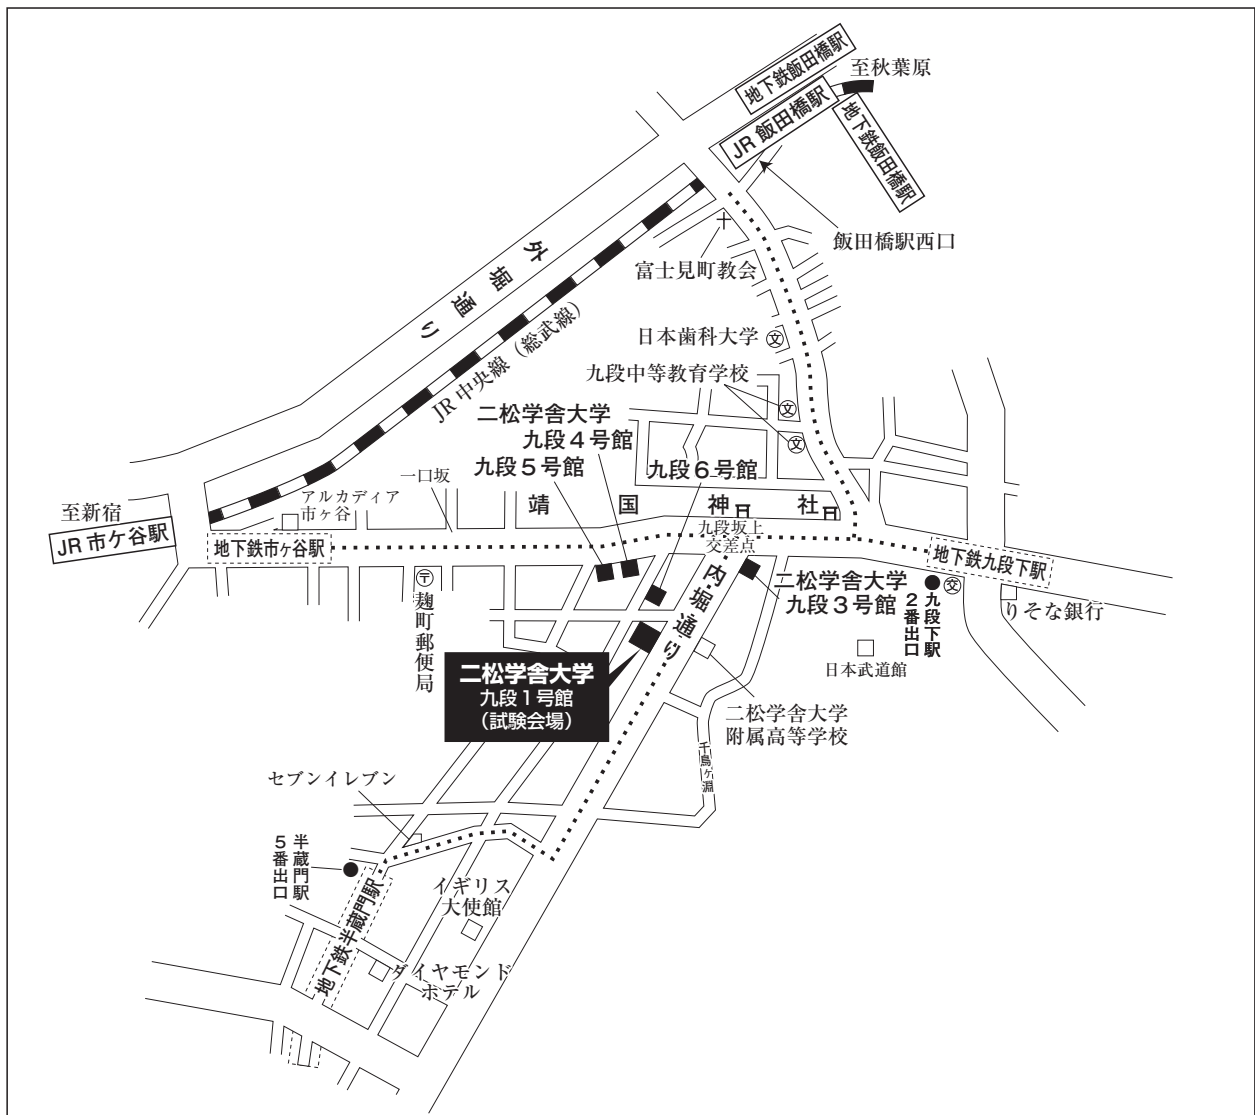 地下鉄飯田橋駅
至秋葉原
JR 飯田橋駅
地下鉄飯田橋駅
飯田橋駅西口
外堀通り
富士見町教会
JR 中央線（総武線）
日本歯科大学
文
九段中等教育学校
文
文
二松学舎大学
九段４号館
九段５号館
九段６号館
一口坂
アルカディア
市ヶ谷
靖国神社
至新宿
JR 市ケ谷駅
地下鉄市ヶ谷駅
九段坂上
交差点
地下鉄九段下駅
内堀通り
二松学舎大学
九段３号館
交
九段下駅
２番出口
りそな銀行
〒
麹町郵便局
日本武道館
二松学舎大学
九段１号館
（試験会場）
二松学舎大学
附属高等学校
千鳥ヶ淵
セブンイレブン
半蔵門駅
５番出口
地下鉄半蔵門駅
イギリス
大使館
ダイヤモンド
ホテル